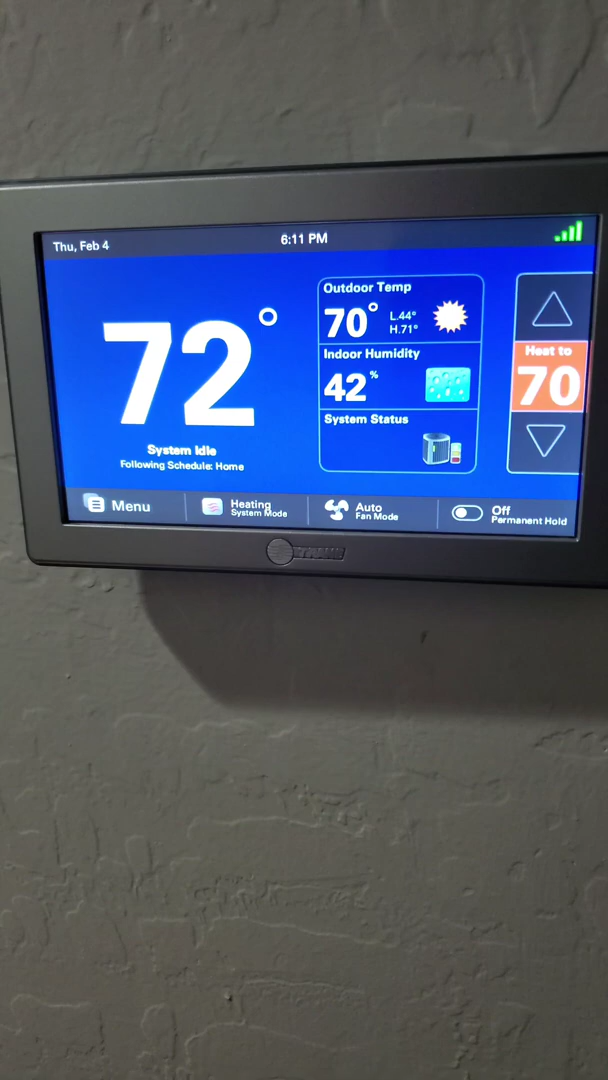 Thu, Feb 4
6:11 PM
72°
System Idle
Following Schedule: Home
Outdoor Temp
70°
L.44°
H.71°
Indoor Humidity
42%
System Status
Heat to
70
Menu
Heating
System Mode
Auto
Fan Mode
Off
Permanent Hold
TRANE